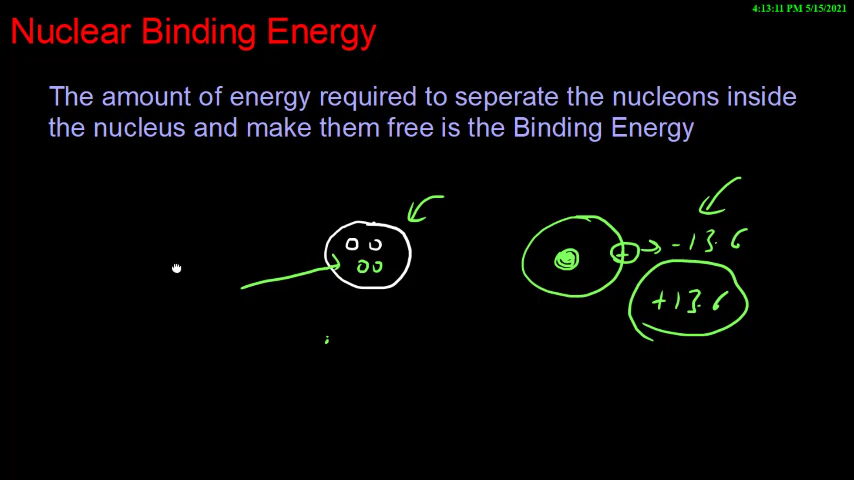 4:13:11 PM 5/15/2021
Nuclear Binding Energy
The amount of energy required to seperate the nucleons inside
the nucleus and make them free is the Binding Energy
-13.6
+13.6